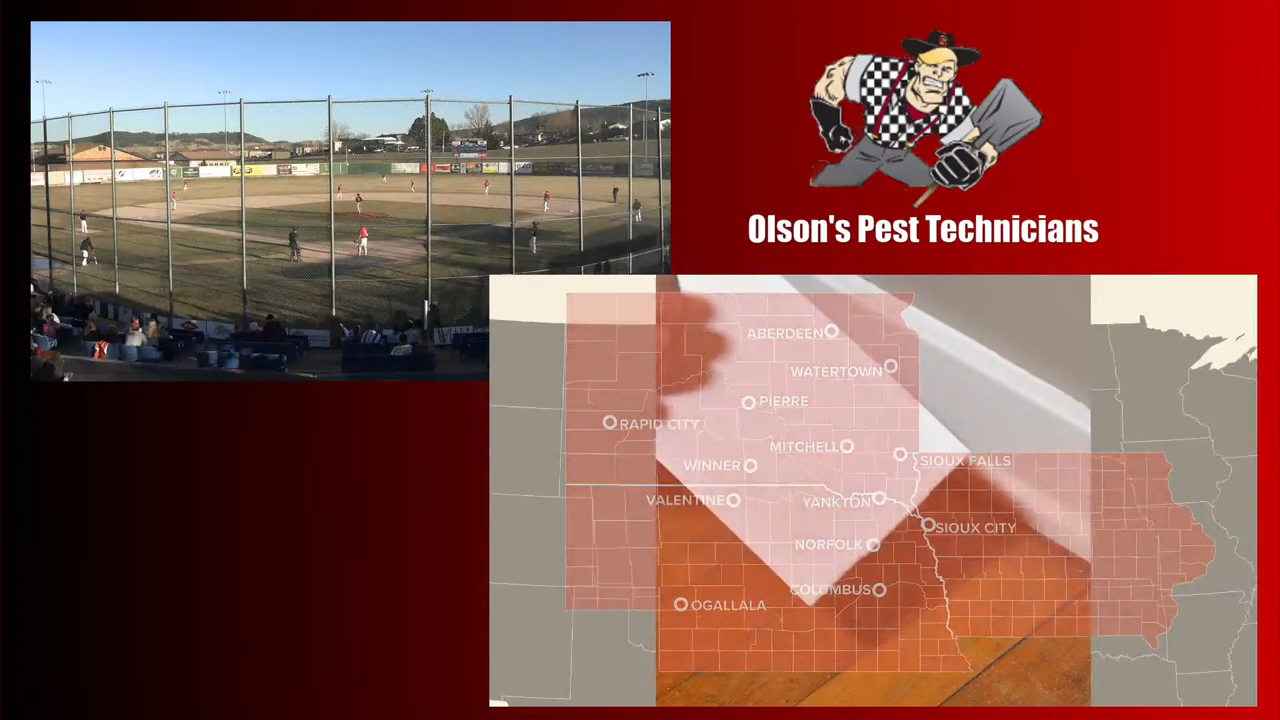 Olson's Pest Technicians
ABERDEEN
WATERTOWN
PIERRE
RAPID CITY
MITCHELL
SIOUX FALLS
WINNER
VALENTINE
YANKTON
SIOUX CITY
NORFOLK
COLUMBUS
OGALLALA